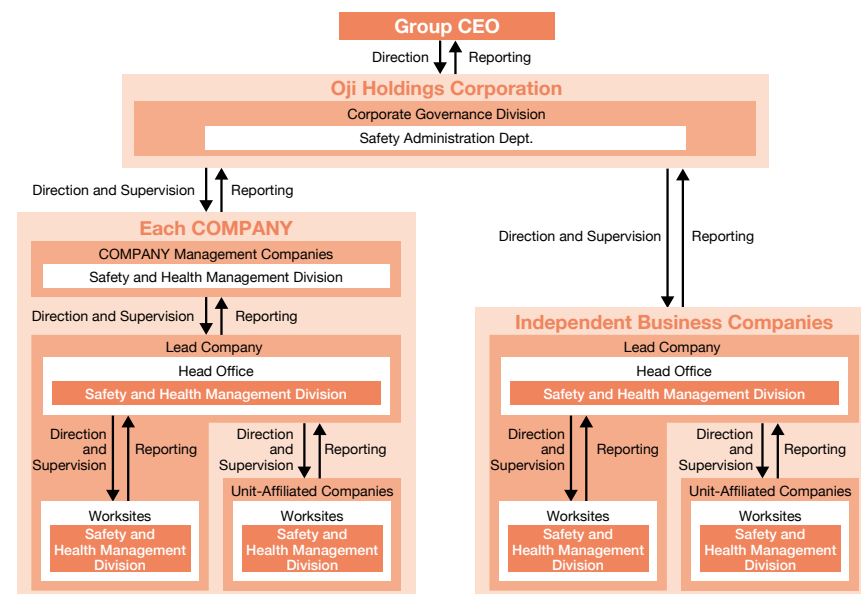 Group CEO
Direction
Reporting
Oji Holdings Corporation
Corporate Governance Division
Safety Administration Dept.
Direction and Supervision
Reporting
Direction and Supervision
Reporting
Each COMPANY
COMPANY Management Companies
Safety and Health Management Division
Direction and Supervision
Reporting
Lead Company
Head Office
Safety and Health Management Division
Direction
and
Supervision
Reporting
Direction
and
Supervision
Reporting
Worksites
Safety and
Health Management
Division
Unit-Affiliated Companies
Worksites
Safety and
Health Management
Division
Independent Business Companies
Lead Company
Head Office
Safety and Health Management Division
Direction
and
Supervision
Reporting
Direction
and
Supervision
Reporting
Worksites
Safety and
Health Management
Division
Unit-Affiliated Companies
Worksites
Safety and
Health Management
Division